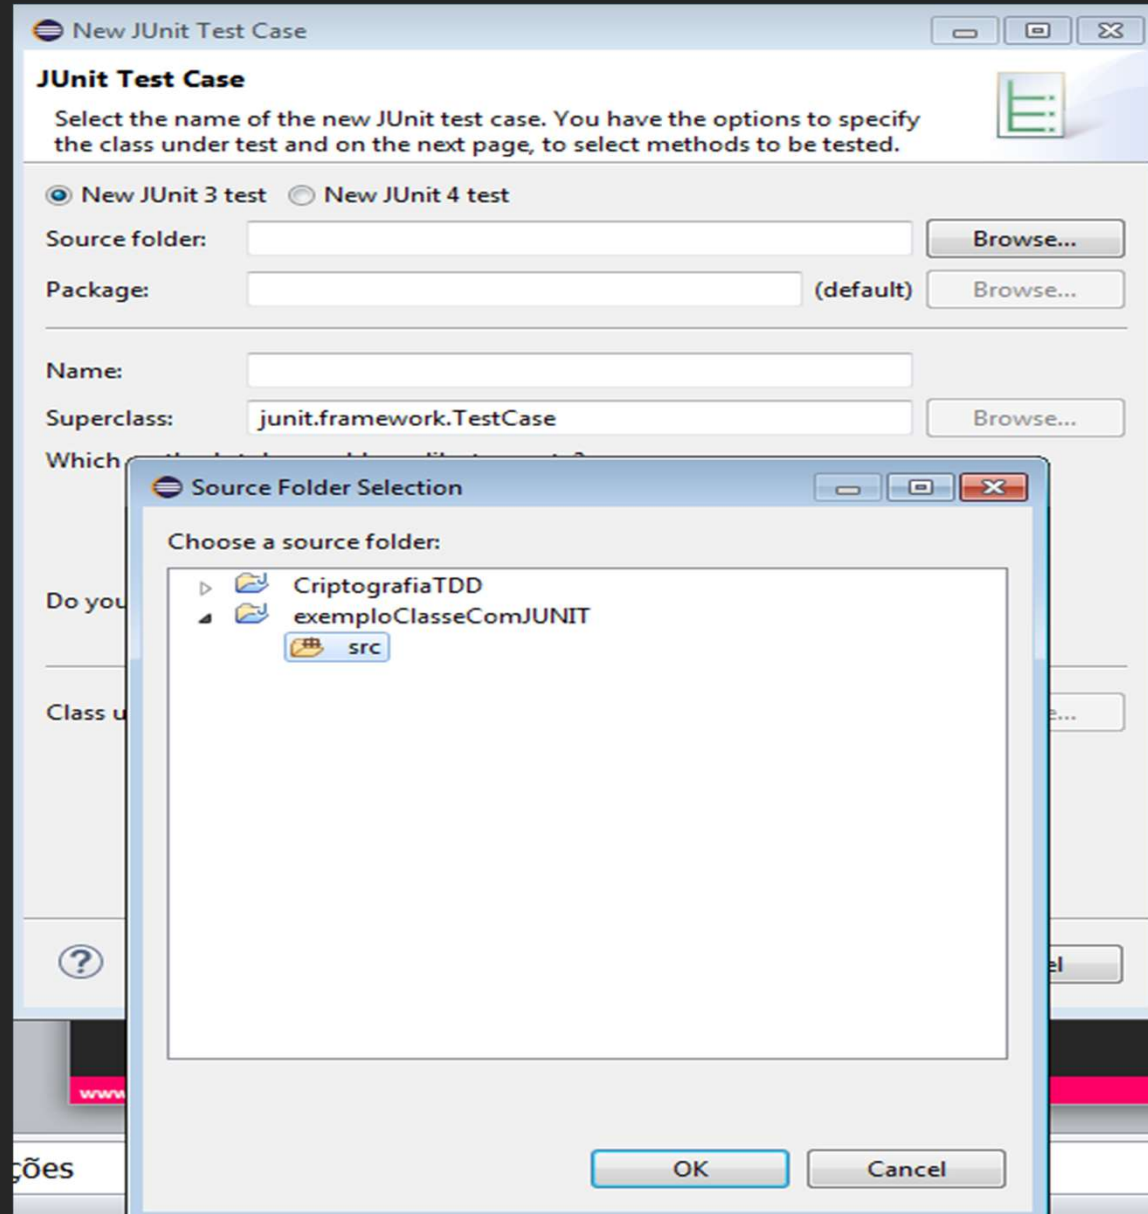 New JUnit Test Case
JUnit Test Case
Select the name of the new JUnit test case. You have the options to specify
the class under test and on the next page, to select methods to be tested.
New JUnit 3 test New JUnit 4 test
Source folder: Browse...
Package: (default) Browse...
Name:
Superclass: junit.framework.TestCase Browse...
Which
Source Folder Selection
Choose a source folder:
CriptografiaTDD
Do you
exemploClasseComJUNIT
src
Class u
www
ções
OK Cancel